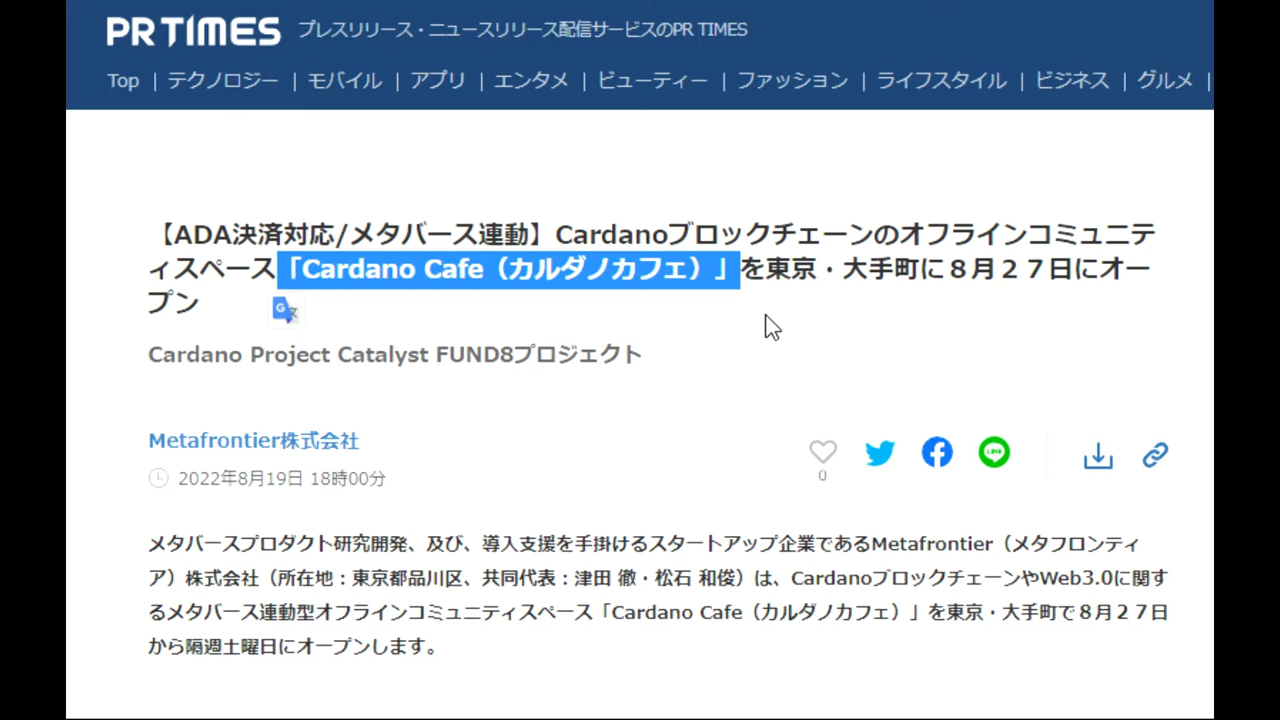 PR TIMES プレスリリース・ニュースリリース配信サービスのPR TIMES
Top | テクノロジー | モバイル | アプリ | エンタメ | ビューティー | ファッション | ライフスタイル | ビジネス | グルメ |
【ADA決済対応/メタバース連動】Cardanoブロックチェーンのオフラインコミュニテ
ィスペース「Cardano Cafe（カルダノカフェ）」を東京・大手町に８月２７日にオー
プン
Cardano Project Catalyst FUND8プロジェクト
Metafrontier株式会社
2022年8月19日 18時00分
0
LINE
メタバースプロダクト研究開発、及び、導入支援を手掛けるスタートアップ企業であるMetafrontier（メタフロンティ
ア）株式会社（所在地：東京都品川区、共同代表：津田 徹・松石 和俊）は、CardanoブロックチェーンやWeb3.0に関す
るメタバース連動型オフラインコミュニティスペース「Cardano Cafe（カルダノカフェ）」を東京・大手町で８月２７日
から隔週土曜日にオープンします。